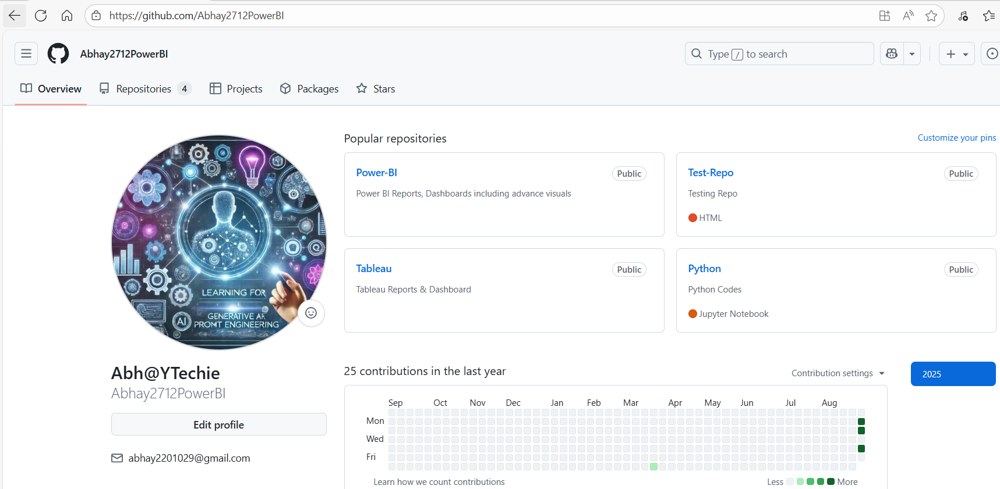 https://github.com/Abhay2712PowerBI
Abhay2712PowerBI
Type / to search
Overview
Repositories 4
Projects
Packages
Stars
LEARNING FOR
GENERATIVE AI
AI PROMT ENGINEERING
Abh@YTechie
Abhay2712PowerBI
Edit profile
abhay2201029@gmail.com
Popular repositories
Customize your pins
Power-BI
Public
Power BI Reports, Dashboards including advance visuals
Test-Repo
Public
Testing Repo
HTML
Tableau
Public
Tableau Reports & Dashboard
Python
Public
Python Codes
Jupyter Notebook
25 contributions in the last year
Contribution settings
2025
Sep Oct Nov Dec Jan Feb Mar Apr May Jun Jul Aug
Mon
Wed
Fri
Learn how we count contributions
Less More